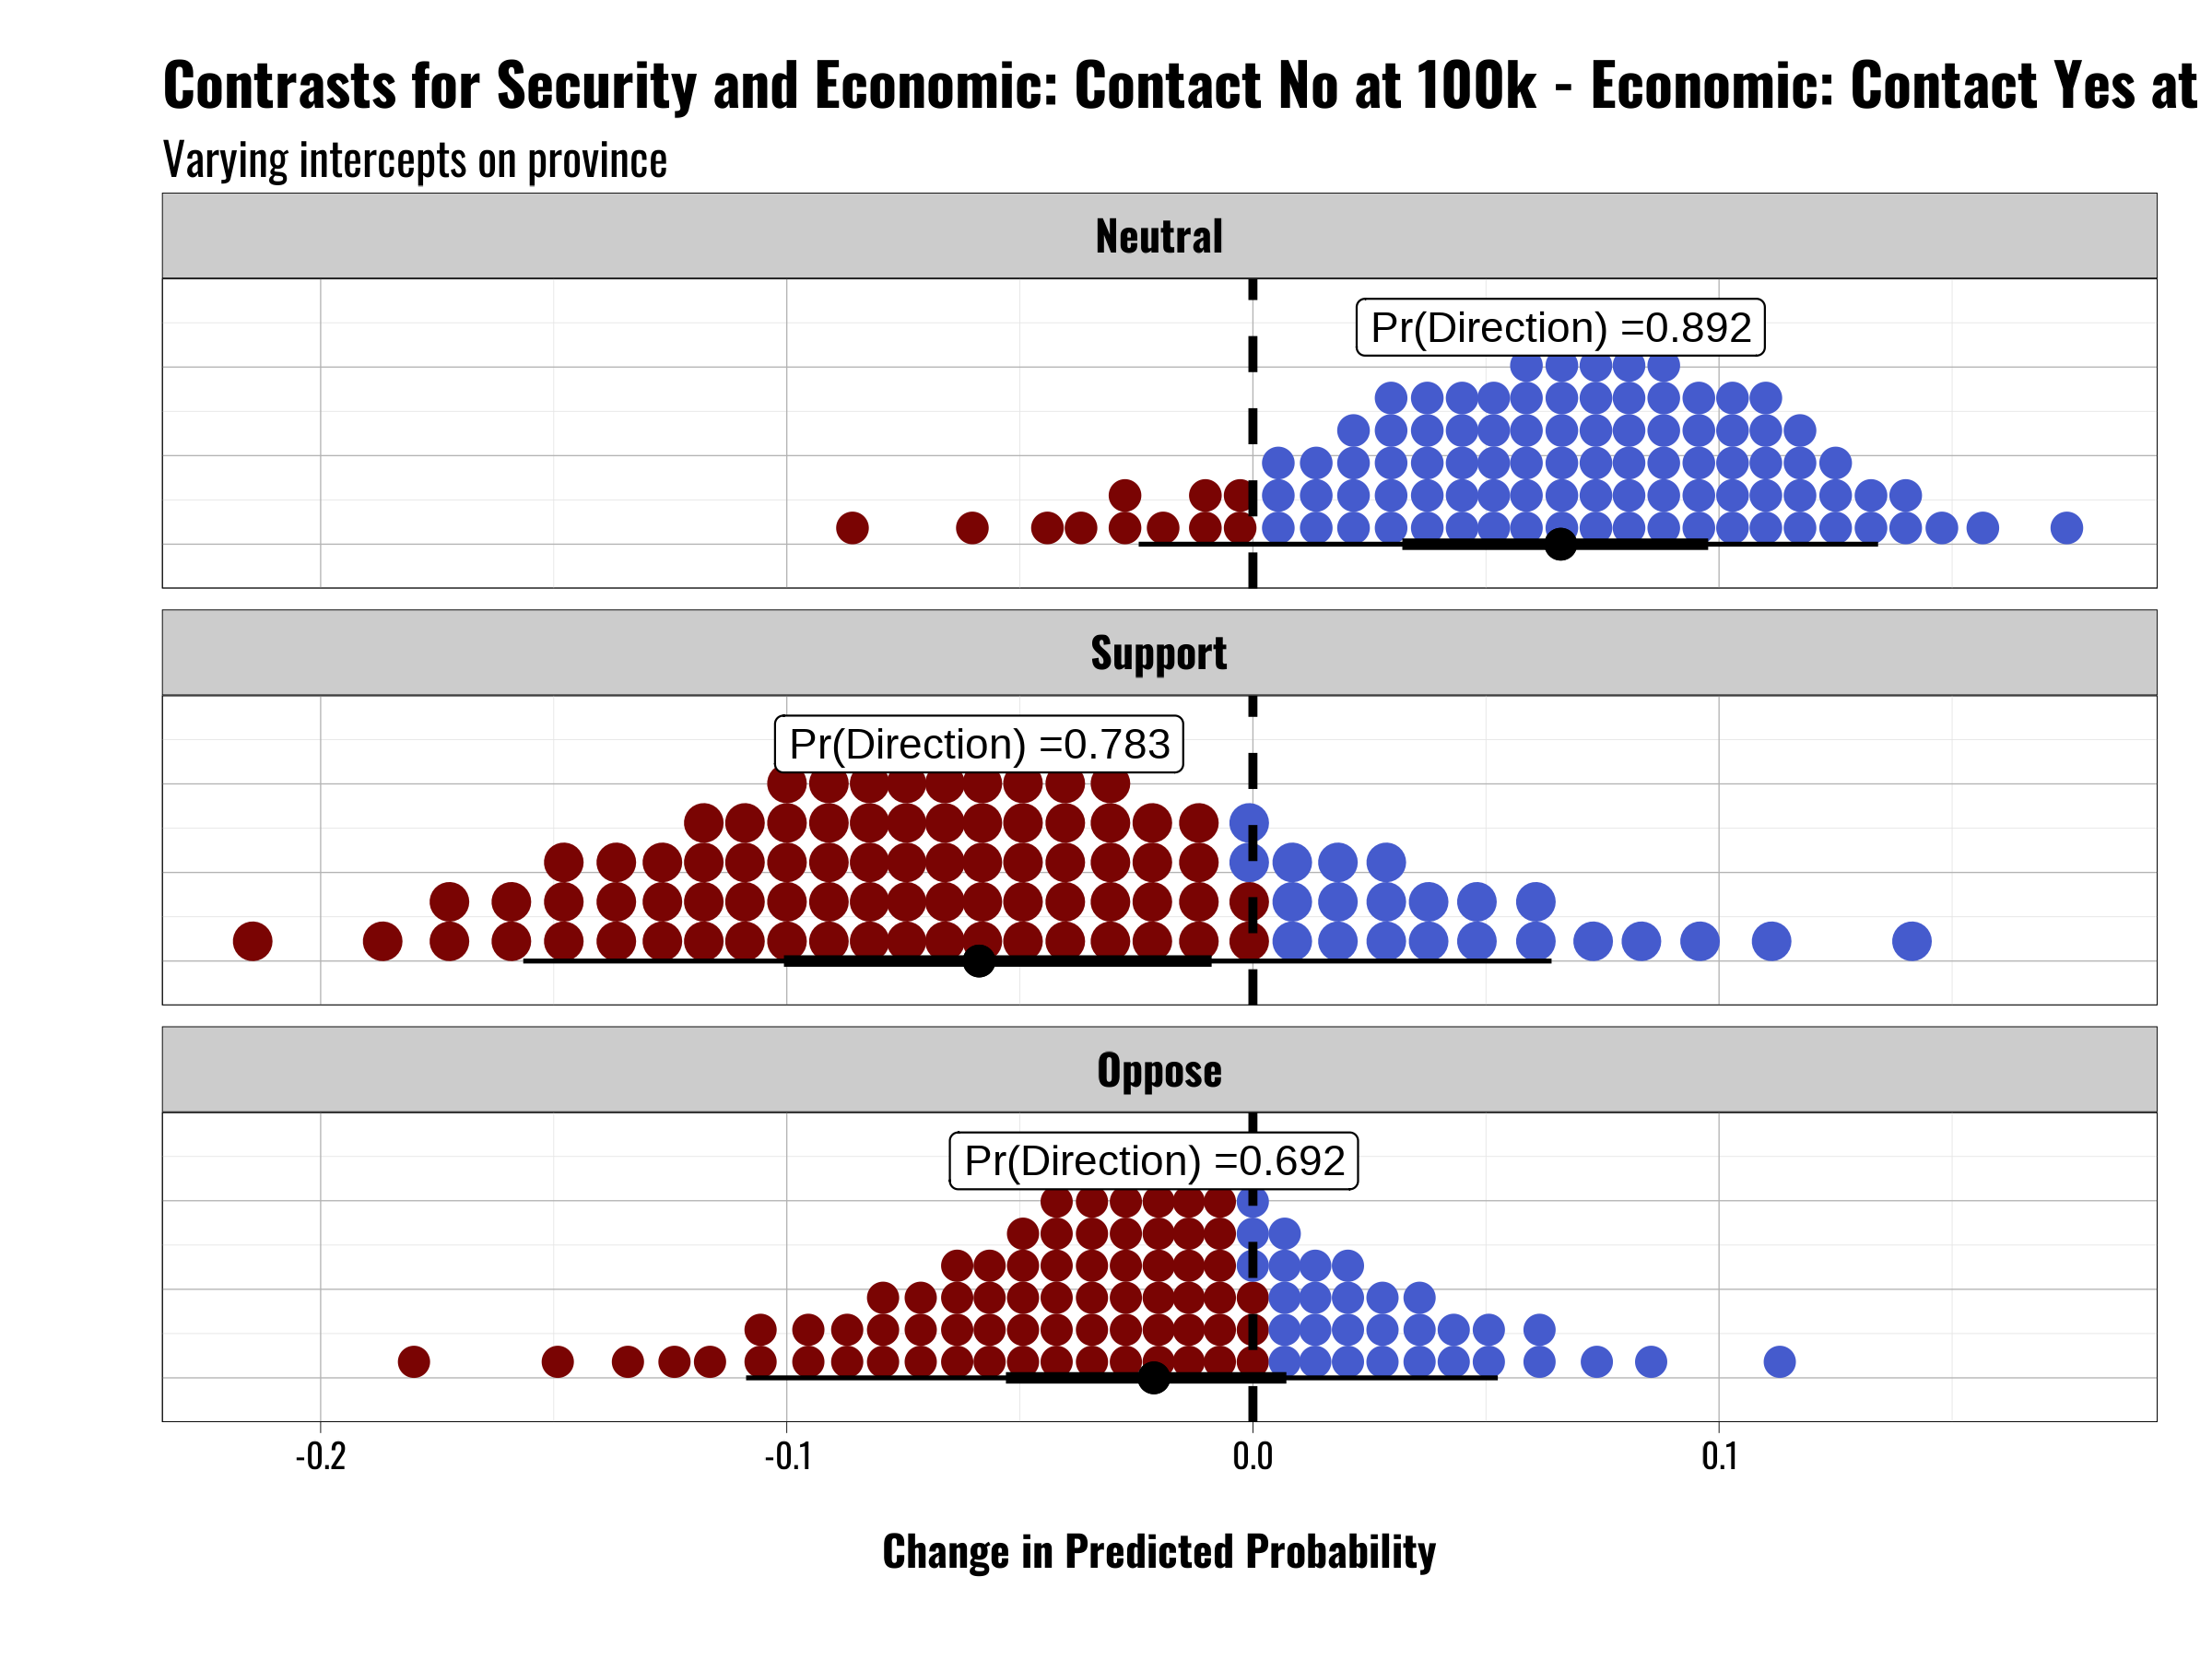 Contrasts for Security and Economic: Contact No at 100k - Economic: Contact Yes at
Varying intercepts on province
Neutral
Pr(Direction) =0.892
Support
Pr(Direction) =0.783
Oppose
Pr(Direction) =0.692
-0.2 -0.1 0.0 0.1
Change in Predicted Probability